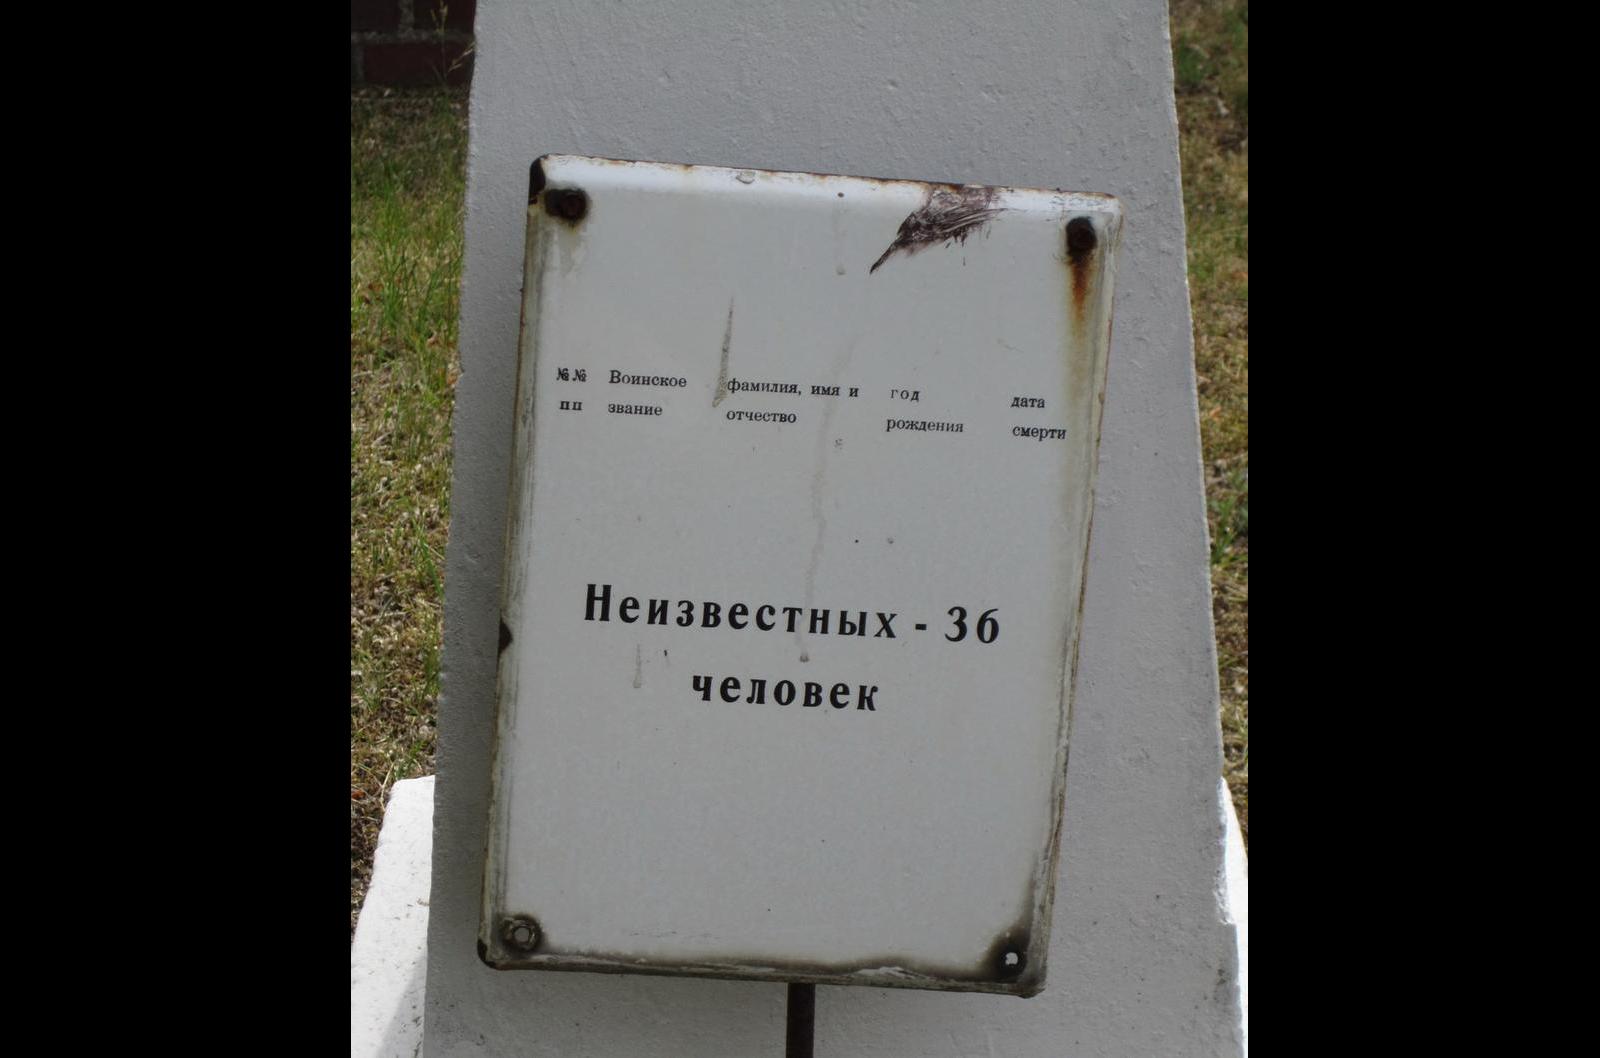 №№ Воинское фамилия, имя и год дата
пп звание отчество рождения смерти
Неизвестных - 36
человек